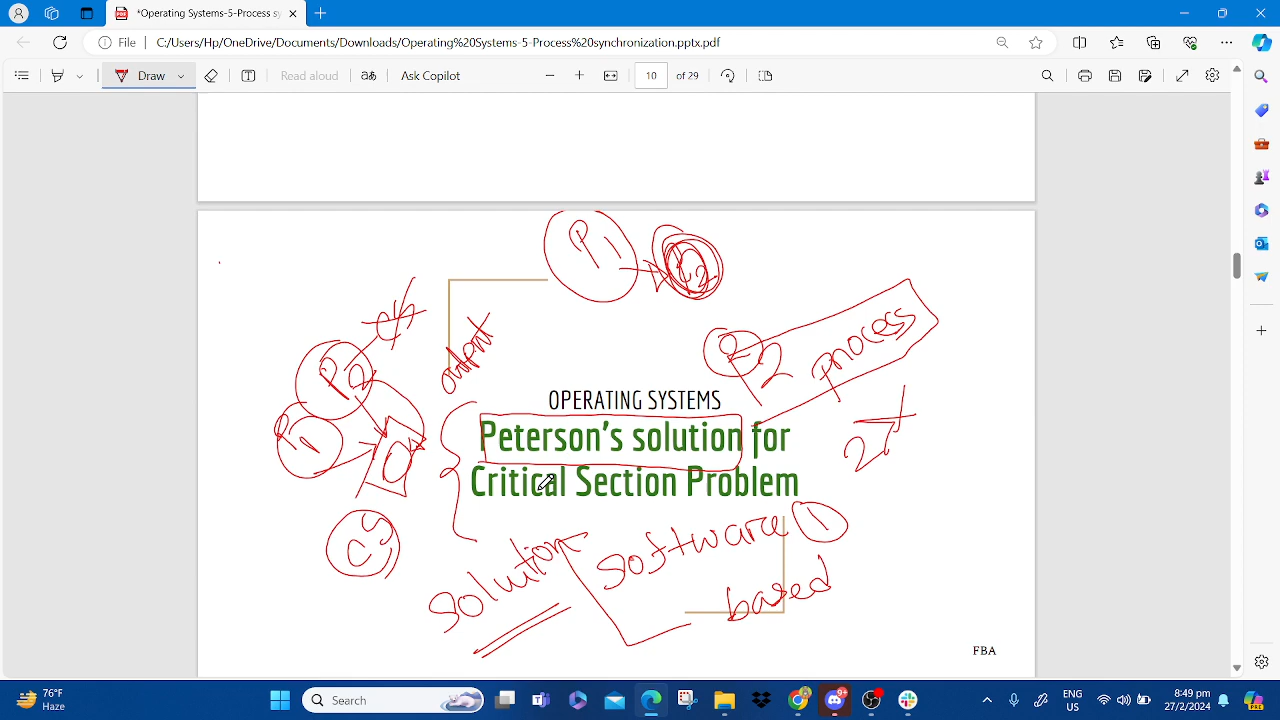 *Operating Systems-5-Process sy
File C:/Users/Hp/OneDrive/Documents/Downloads/Operating%20Systems-5-Process%20synchronization.pptx.pdf
Draw Read aloud Ask Copilot 10 of 29
P1
P2
CS
output
P2
2 process
P2
P1
OPERATING SYSTEMS
Peterson's solution for
Critical Section Problem
2
CS
solution
software 1
based
FBA
76°F
Haze
Search
ENG
US
8:49 pm
27/2/2024